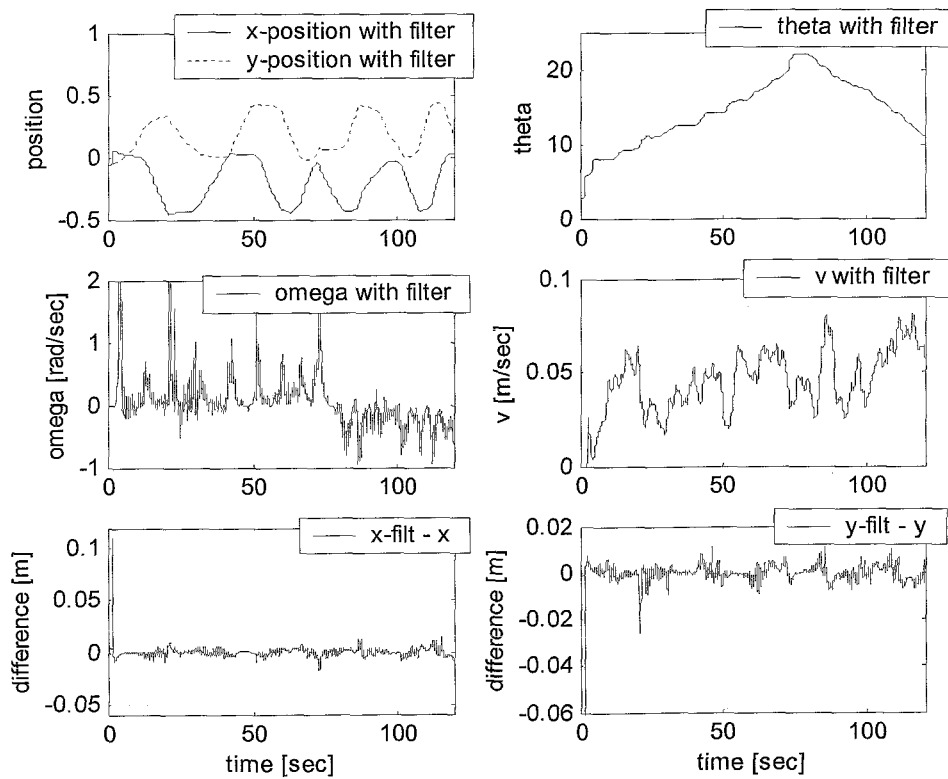 x-position with filter
y-position with filter
position
1
0.5
0
-0.5
0
50
100
theta with filter
theta
20
10
0
0
50
100
omega with filter
omega [rad/sec]
2
1
0
-1
0
50
100
v with filter
v [m/sec]
0.1
0.05
0
0
50
100
x-filt - x
difference [m]
0.1
0.05
0
-0.05
0
50
100
time [sec]
y-filt - y
difference [m]
0.02
0
-0.02
-0.04
-0.06
0
50
100
time [sec]